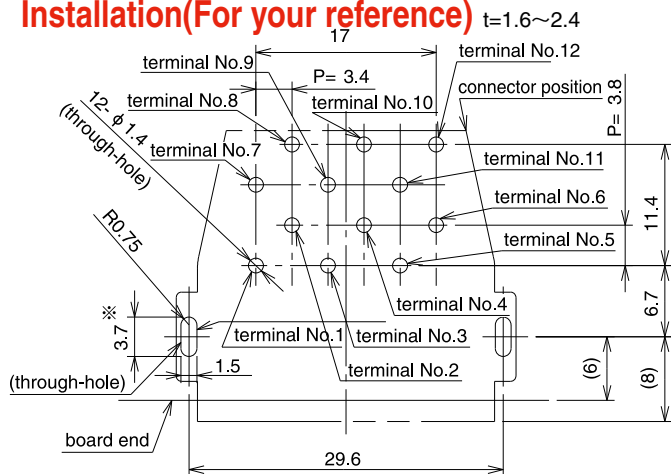 Installation(For your reference) t=1.6～2.4
17
terminal No.9
terminal No.12
P= 3.4
connector position
terminal No.8
terminal No.10
12- φ1.4
(through-hole)
P= 3.8
terminal No.7
terminal No.11
terminal No.6
11.4
R0.75
terminal No.5
※
3.7
terminal No.4
6.7
terminal No.1
terminal No.3
1.5
terminal No.2
(through-hole)
(6)
(8)
board end
29.6